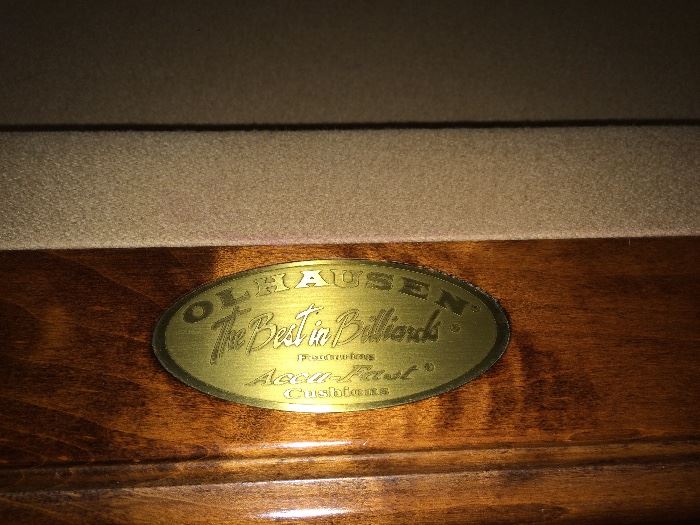 OLHAUSEN®
The Best in Billiards®
Featuring
Accu-Fast®
Cushions